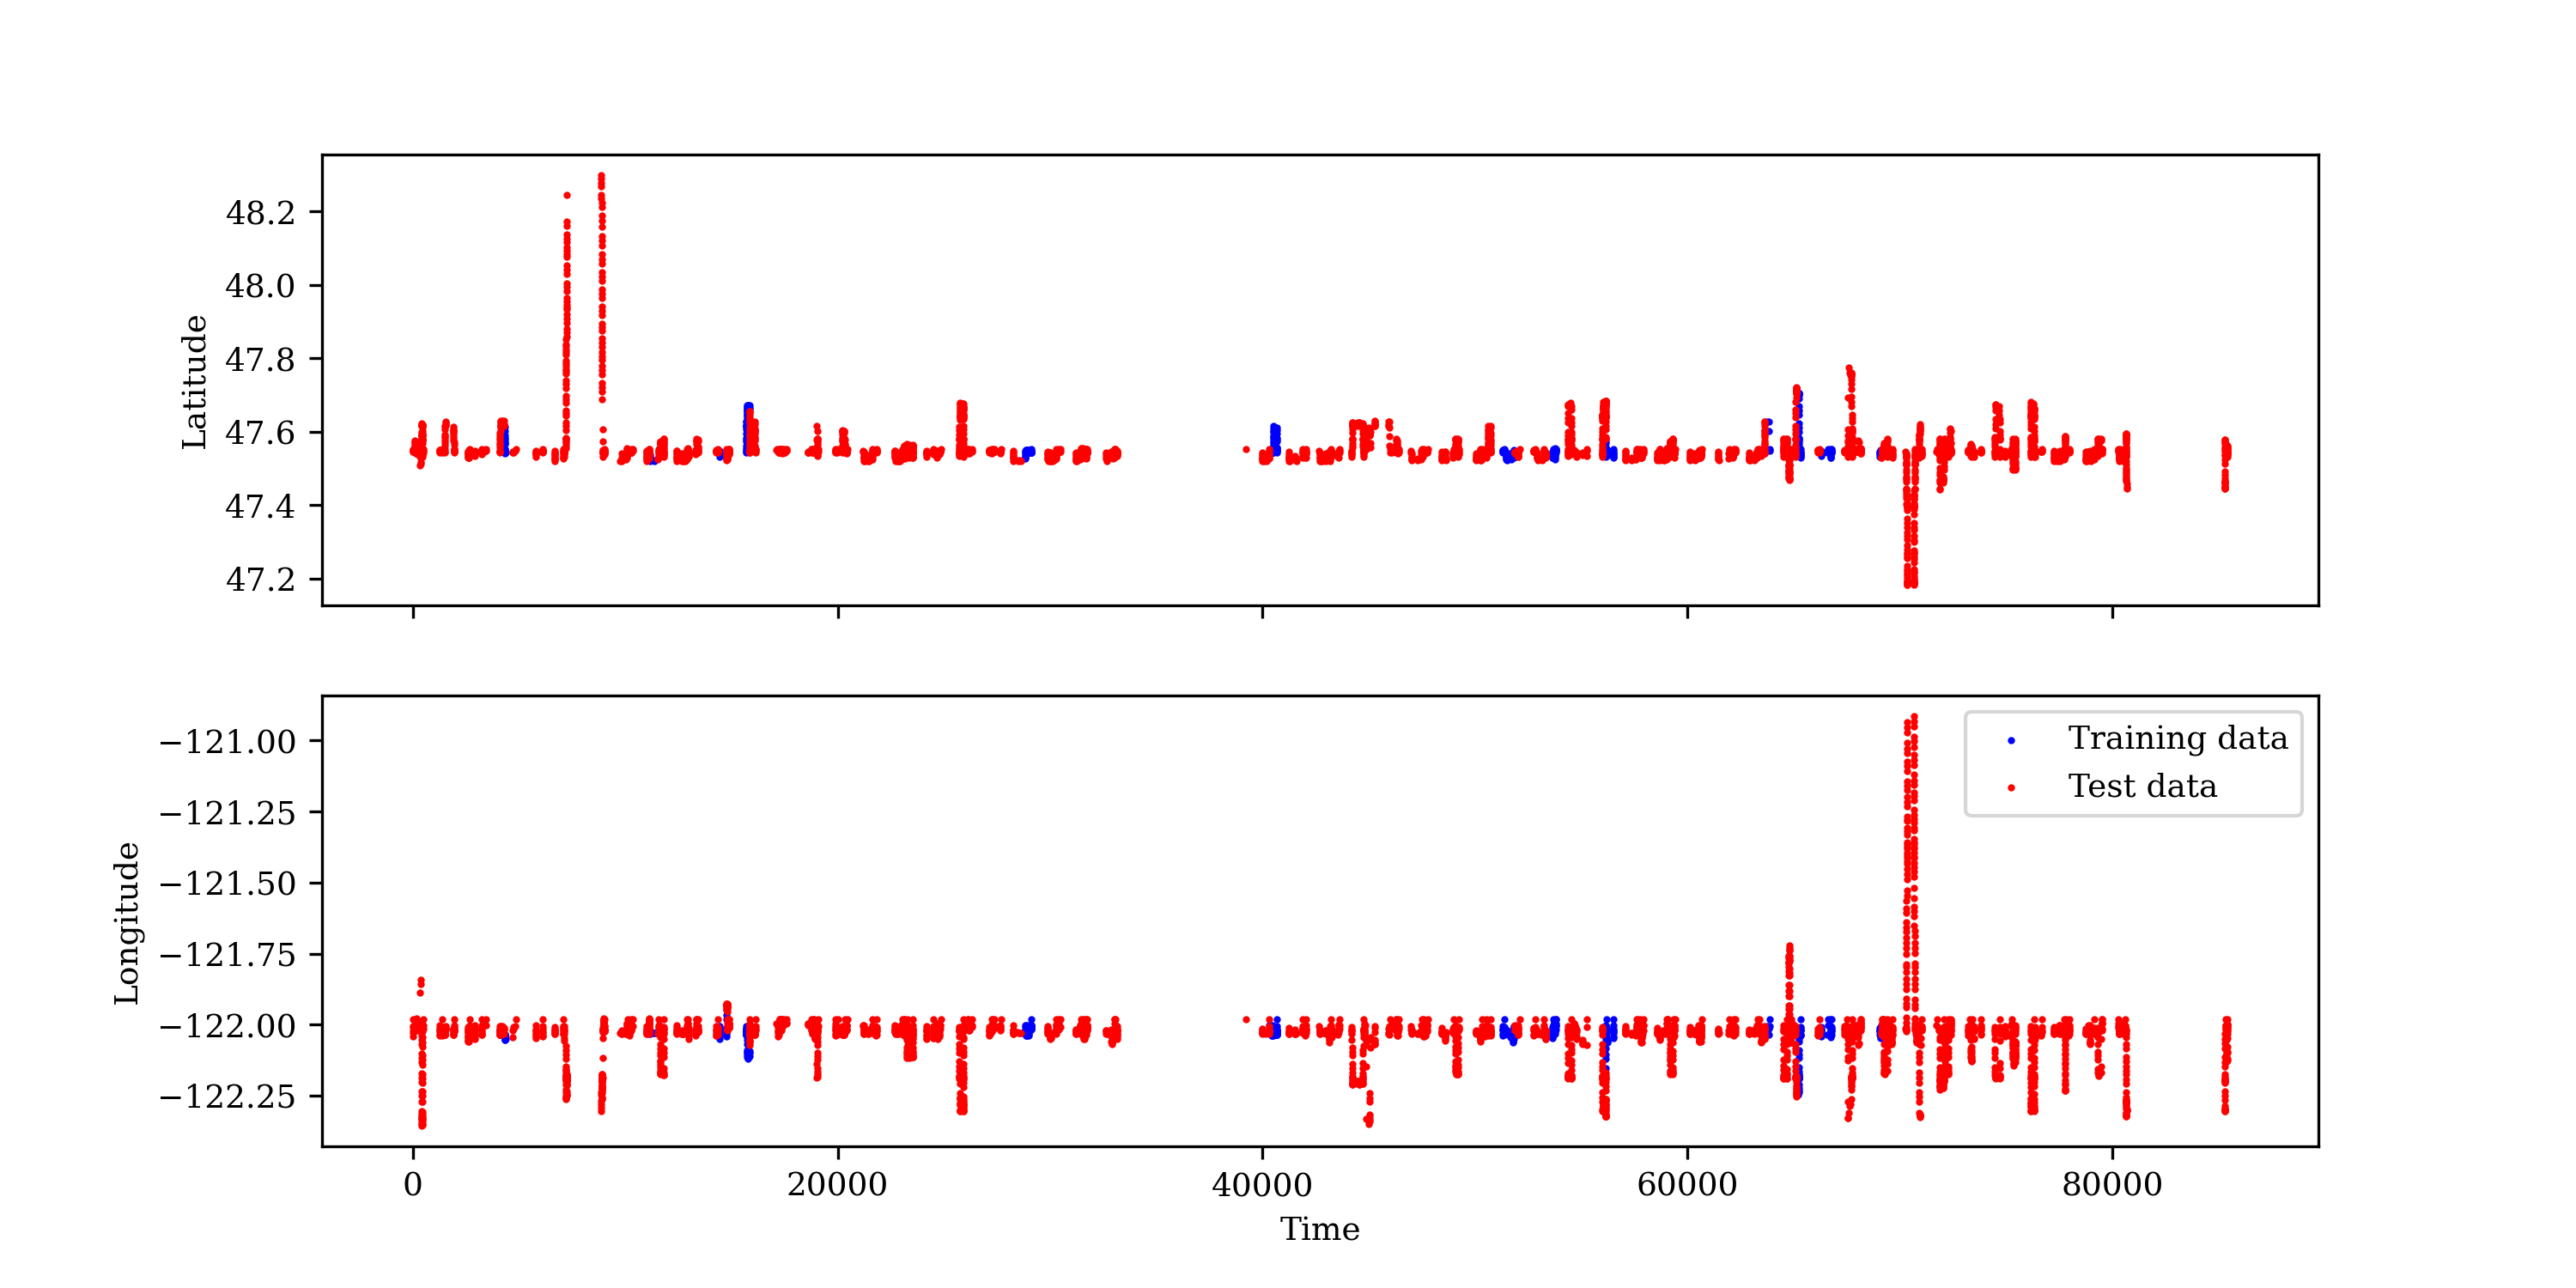 48.2
48.0
47.8
47.6
47.4
47.2
Latitude
−121.00
−121.25
−121.50
−121.75
−122.00
−122.25
Longitude
Training data
Test data
0 20000 40000 60000 80000
Time